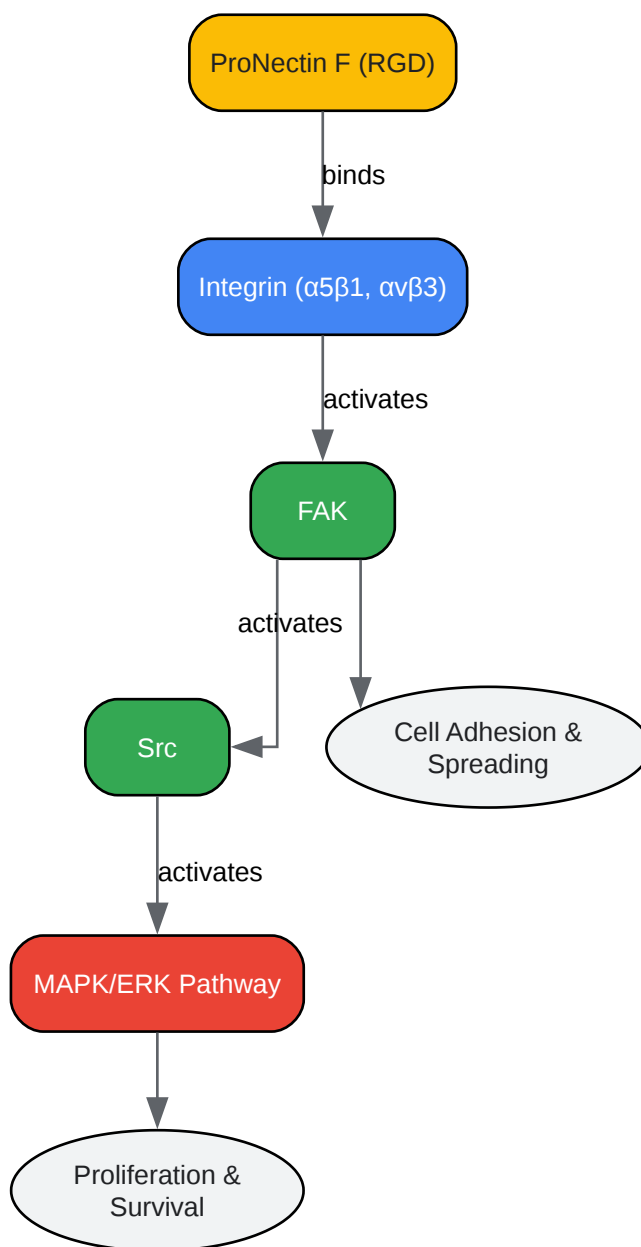 ProNectin F (RGD)
binds
Integrin (α5β1, αvβ3)
activates
FAK
activates
Cell Adhesion &
Spreading
Src
activates
MAPK/ERK Pathway
Proliferation &
Survival